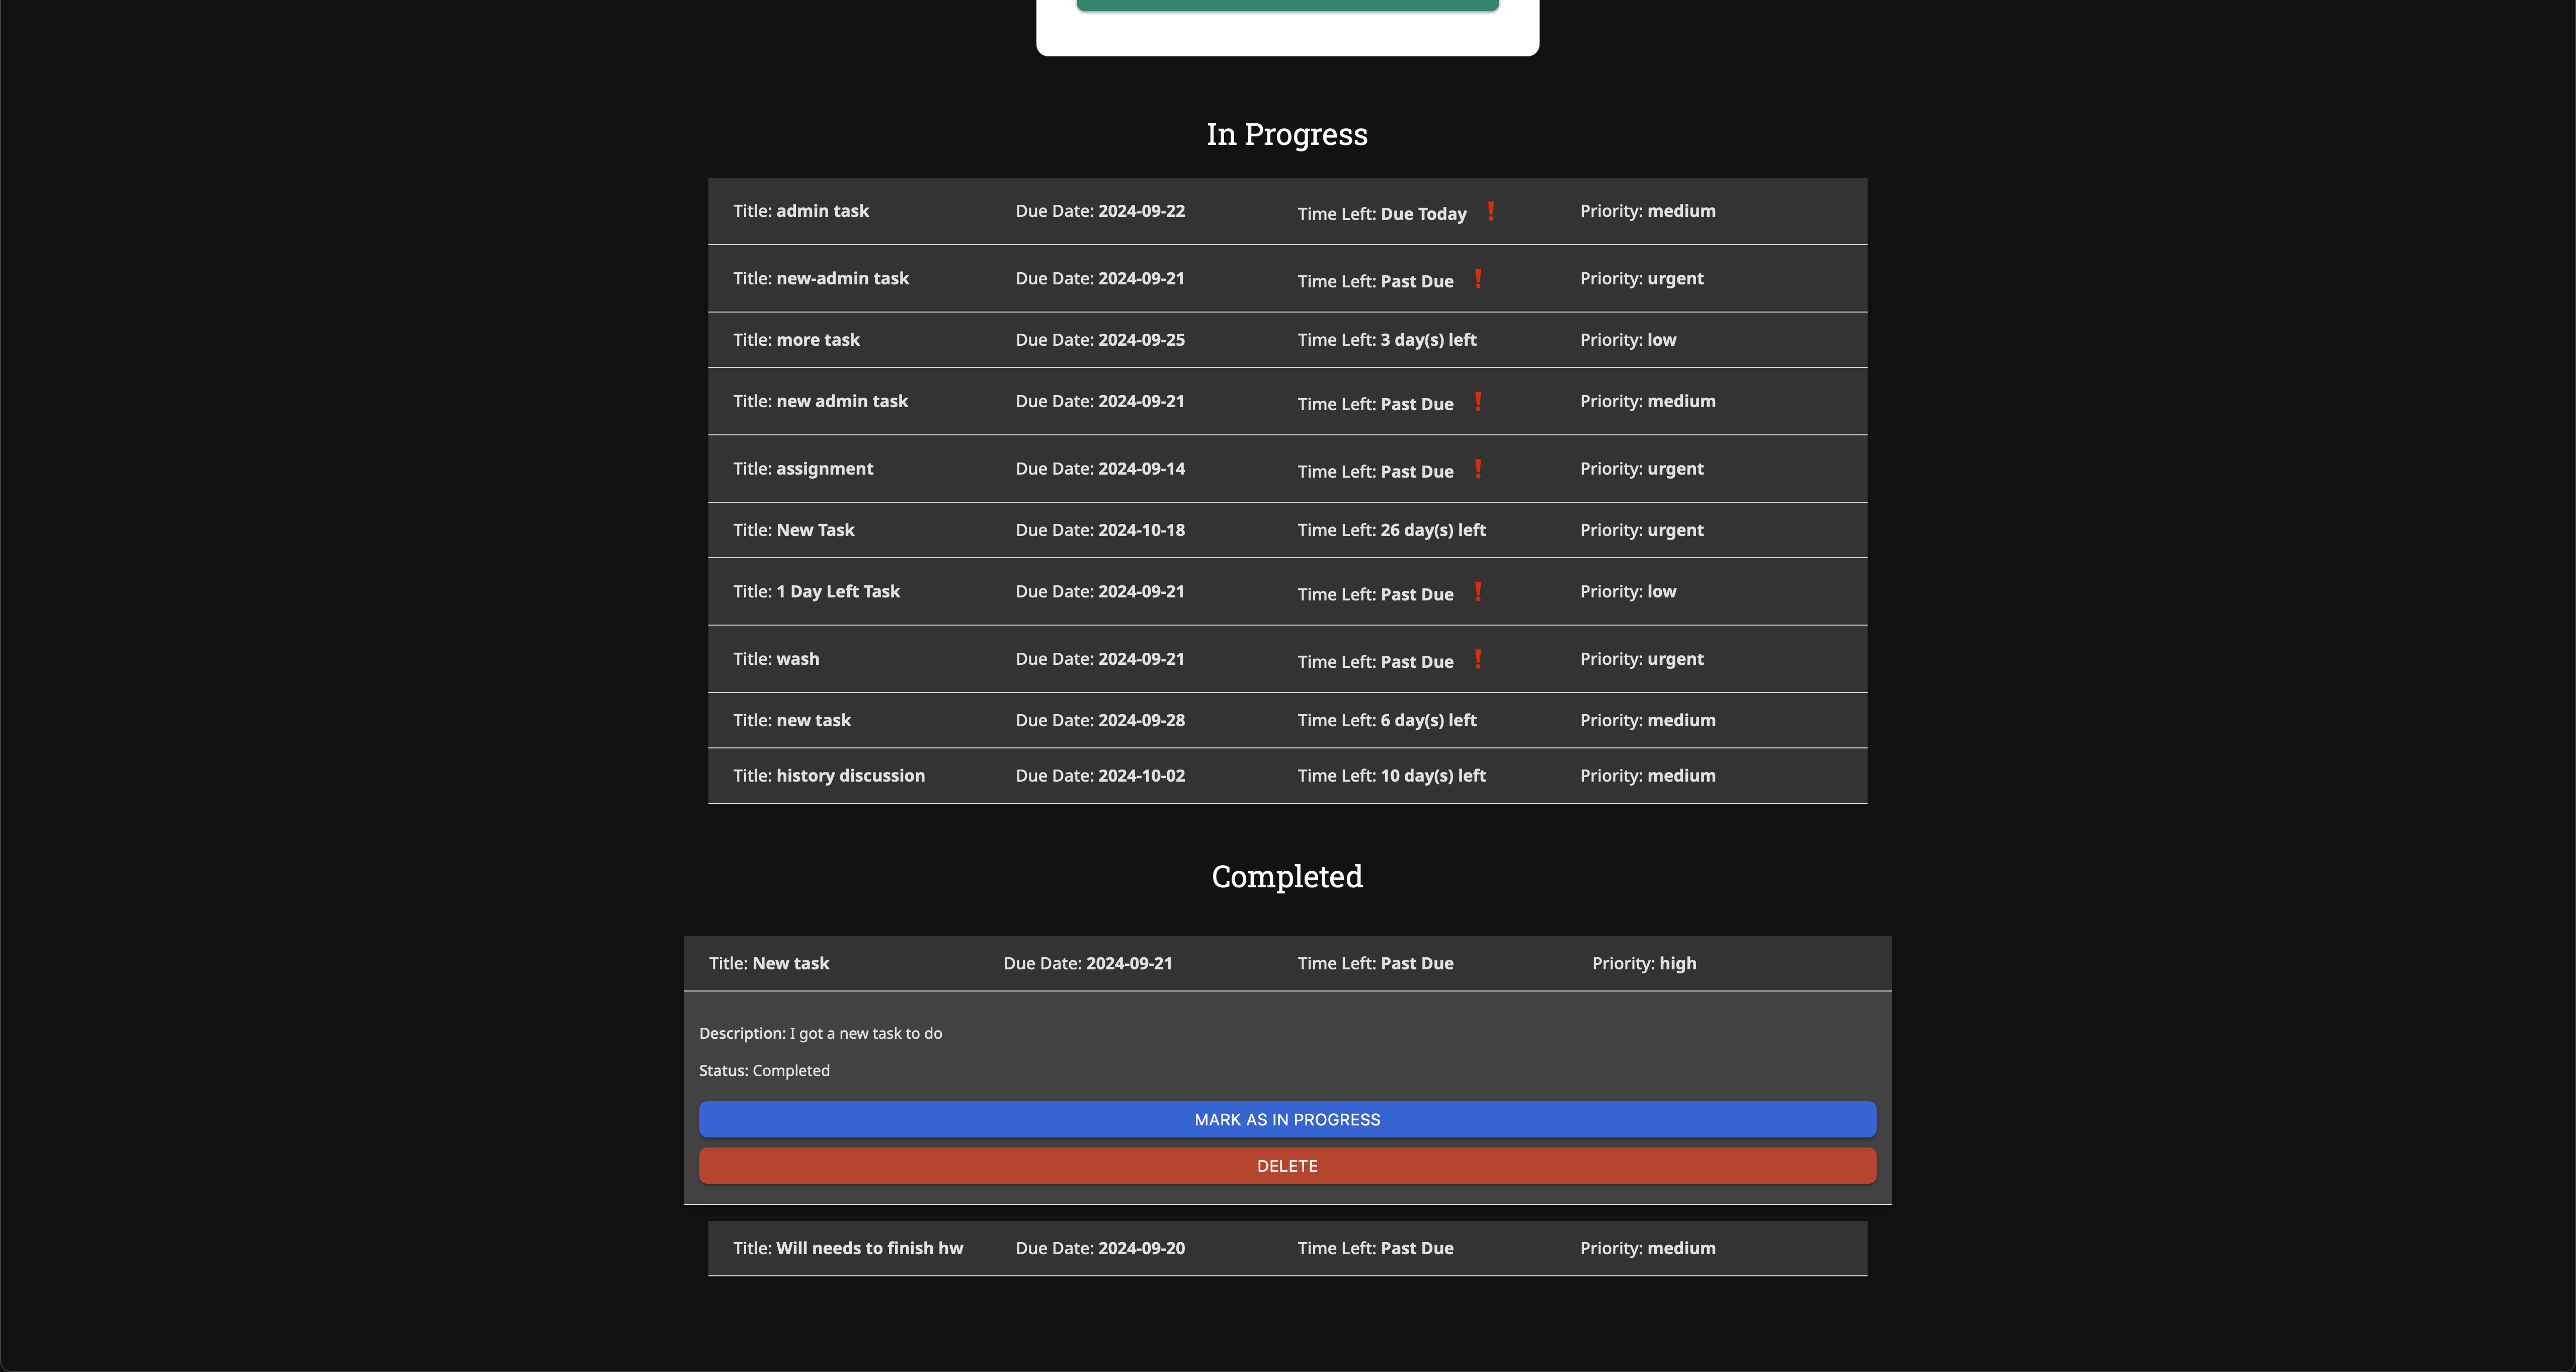 In Progress
Title: admin task Due Date: 2024-09-22 Time Left: Due Today ❗ Priority: medium
Title: new-admin task Due Date: 2024-09-21 Time Left: Past Due ❗ Priority: urgent
Title: more task Due Date: 2024-09-25 Time Left: 3 day(s) left Priority: low
Title: new admin task Due Date: 2024-09-21 Time Left: Past Due ❗ Priority: medium
Title: assignment Due Date: 2024-09-14 Time Left: Past Due ❗ Priority: urgent
Title: New Task Due Date: 2024-10-18 Time Left: 26 day(s) left Priority: urgent
Title: 1 Day Left Task Due Date: 2024-09-21 Time Left: Past Due ❗ Priority: low
Title: wash Due Date: 2024-09-21 Time Left: Past Due ❗ Priority: urgent
Title: new task Due Date: 2024-09-28 Time Left: 6 day(s) left Priority: medium
Title: history discussion Due Date: 2024-10-02 Time Left: 10 day(s) left Priority: medium
Completed
Title: New task Due Date: 2024-09-21 Time Left: Past Due Priority: high
Description: I got a new task to do
Status: Completed
MARK AS IN PROGRESS
DELETE
Title: Will needs to finish hw Due Date: 2024-09-20 Time Left: Past Due Priority: medium